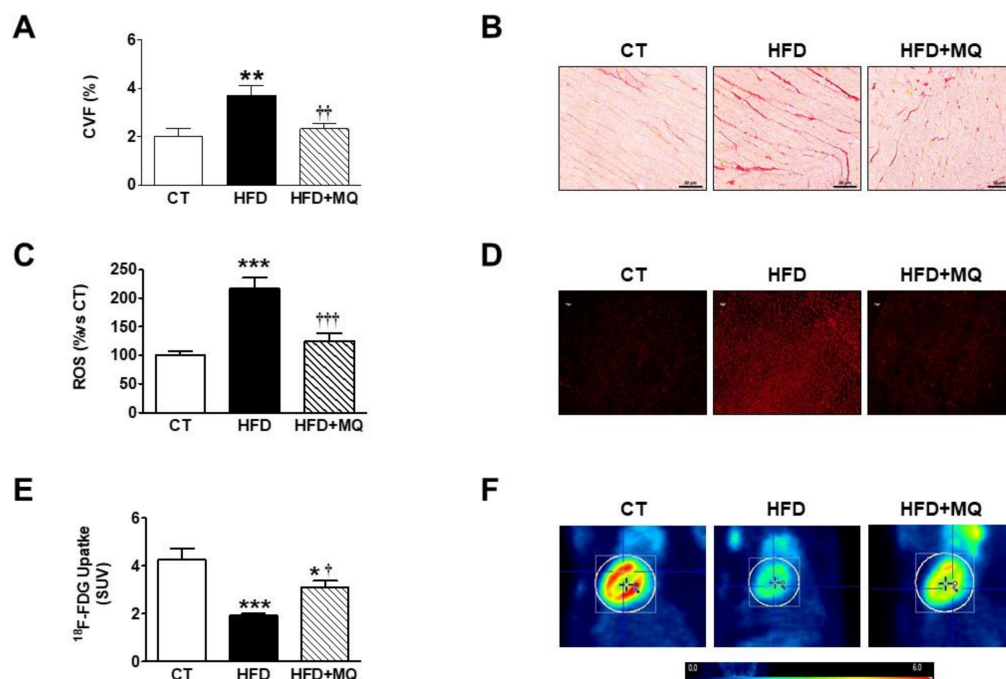 A
6
4
2
0
CVF (%)
**
††
CT
HFD
HFD+MQ
B
CT
HFD
HFD+MQ
C
250
200
150
100
50
0
ROS (%vs CT)
***
†††
CT
HFD
HFD+MQ
D
CT
HFD
HFD+MQ
E
6
4
2
0
¹⁸F-FDG Upatke
(SUV)
***
* †
CT
HFD
HFD+MQ
F
CT
HFD
HFD+MQ
0.0
6.0